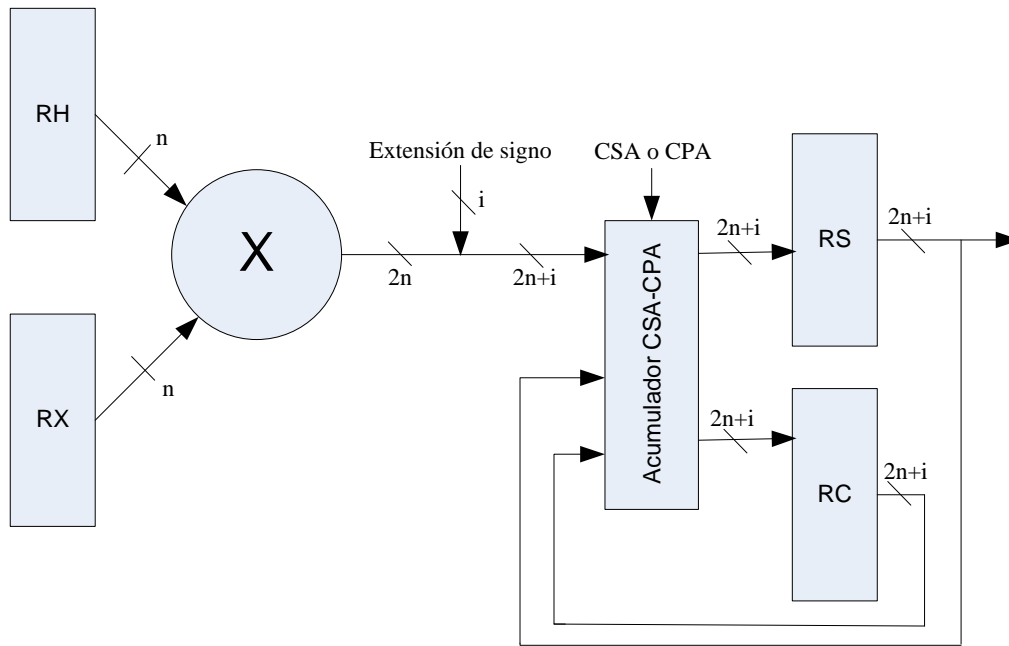 RH
n
Extensión de signo
i
CSA o CPA
X
2n
2n+i
Acumulador CSA-CPA
2n+i
RS
2n+i
RX
n
2n+i
RC
2n+i